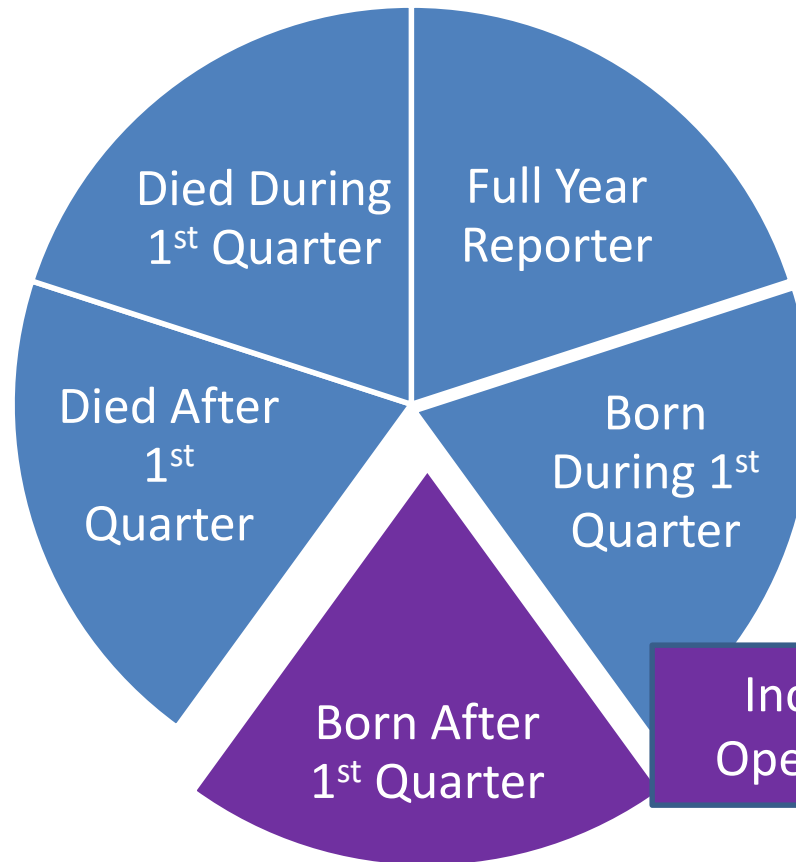 Died During
1st Quarter
Full Year
Reporter
Died After
1st
Quarter
Born
During 1st
Quarter
Born After
1st Quarter